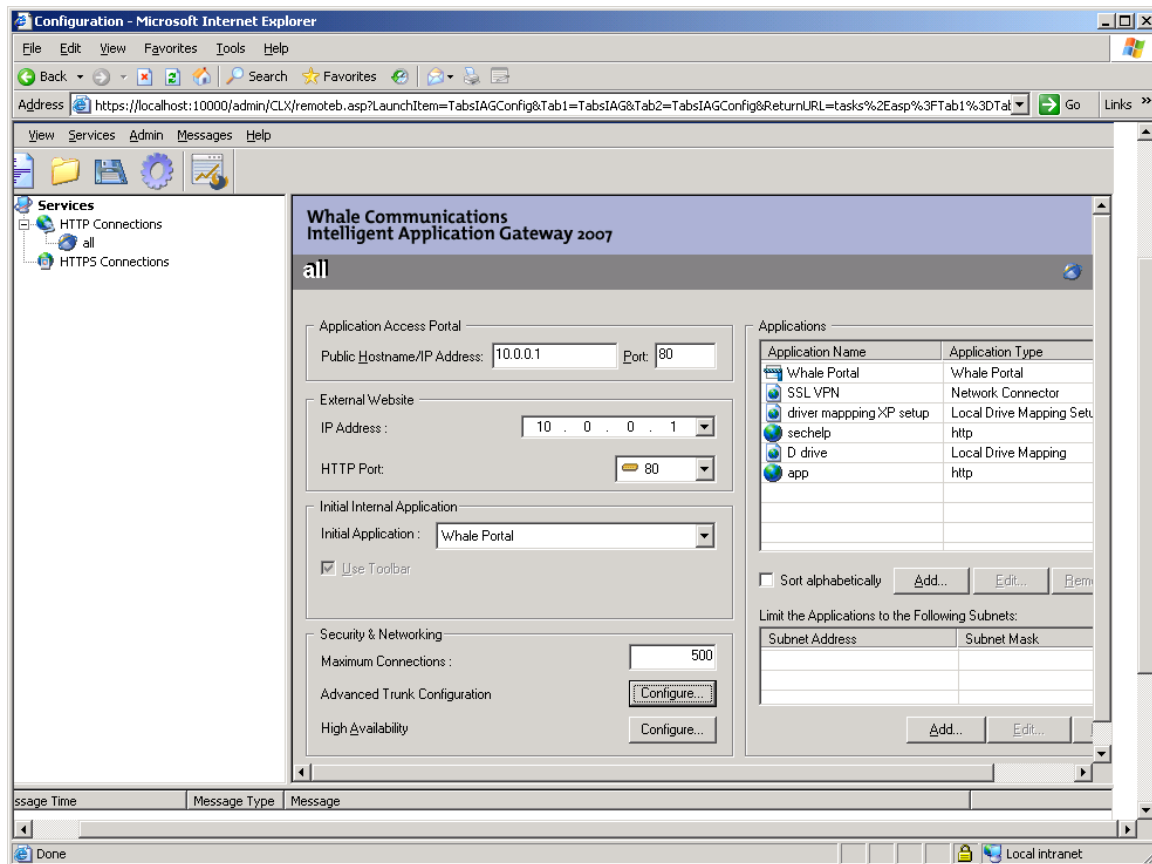 Configuration - Microsoft Internet Explorer
File Edit View Favorites Tools Help
Back Search Favorites
Address https://localhost:10000/admin/CLX/remoteb.asp?LaunchItem=TabsIAGConfig&Tab1=TabsIAG&Tab2=TabsIAGConfig&ReturnURL=tasks%2Easp%3FTab1%3DTab Go Links »
View Services Admin Messages Help
Services
HTTP Connections
all
HTTPS Connections
Whale Communications
Intelligent Application Gateway 2007
all
Application Access Portal
Public Hostname/IP Address: 10.0.0.1 Port: 80
External Website
IP Address : 10 . 0 . 0 . 1
HTTP Port: 80
Initial Internal Application
Initial Application : Whale Portal
Use Toolbar
Security & Networking
Maximum Connections : 500
Advanced Trunk Configuration Configure...
High Availability Configure...
Applications
Application Name Application Type
Whale Portal Whale Portal
SSL VPN Network Connector
driver mappping XP setup Local Drive Mapping Setu
sechelp http
D drive Local Drive Mapping
app http
Sort alphabetically Add... Edit... Rem
Limit the Applications to the Following Subnets:
Subnet Address Subnet Mask
Add... Edit...
ssage Time Message Type Message
Done Local intranet